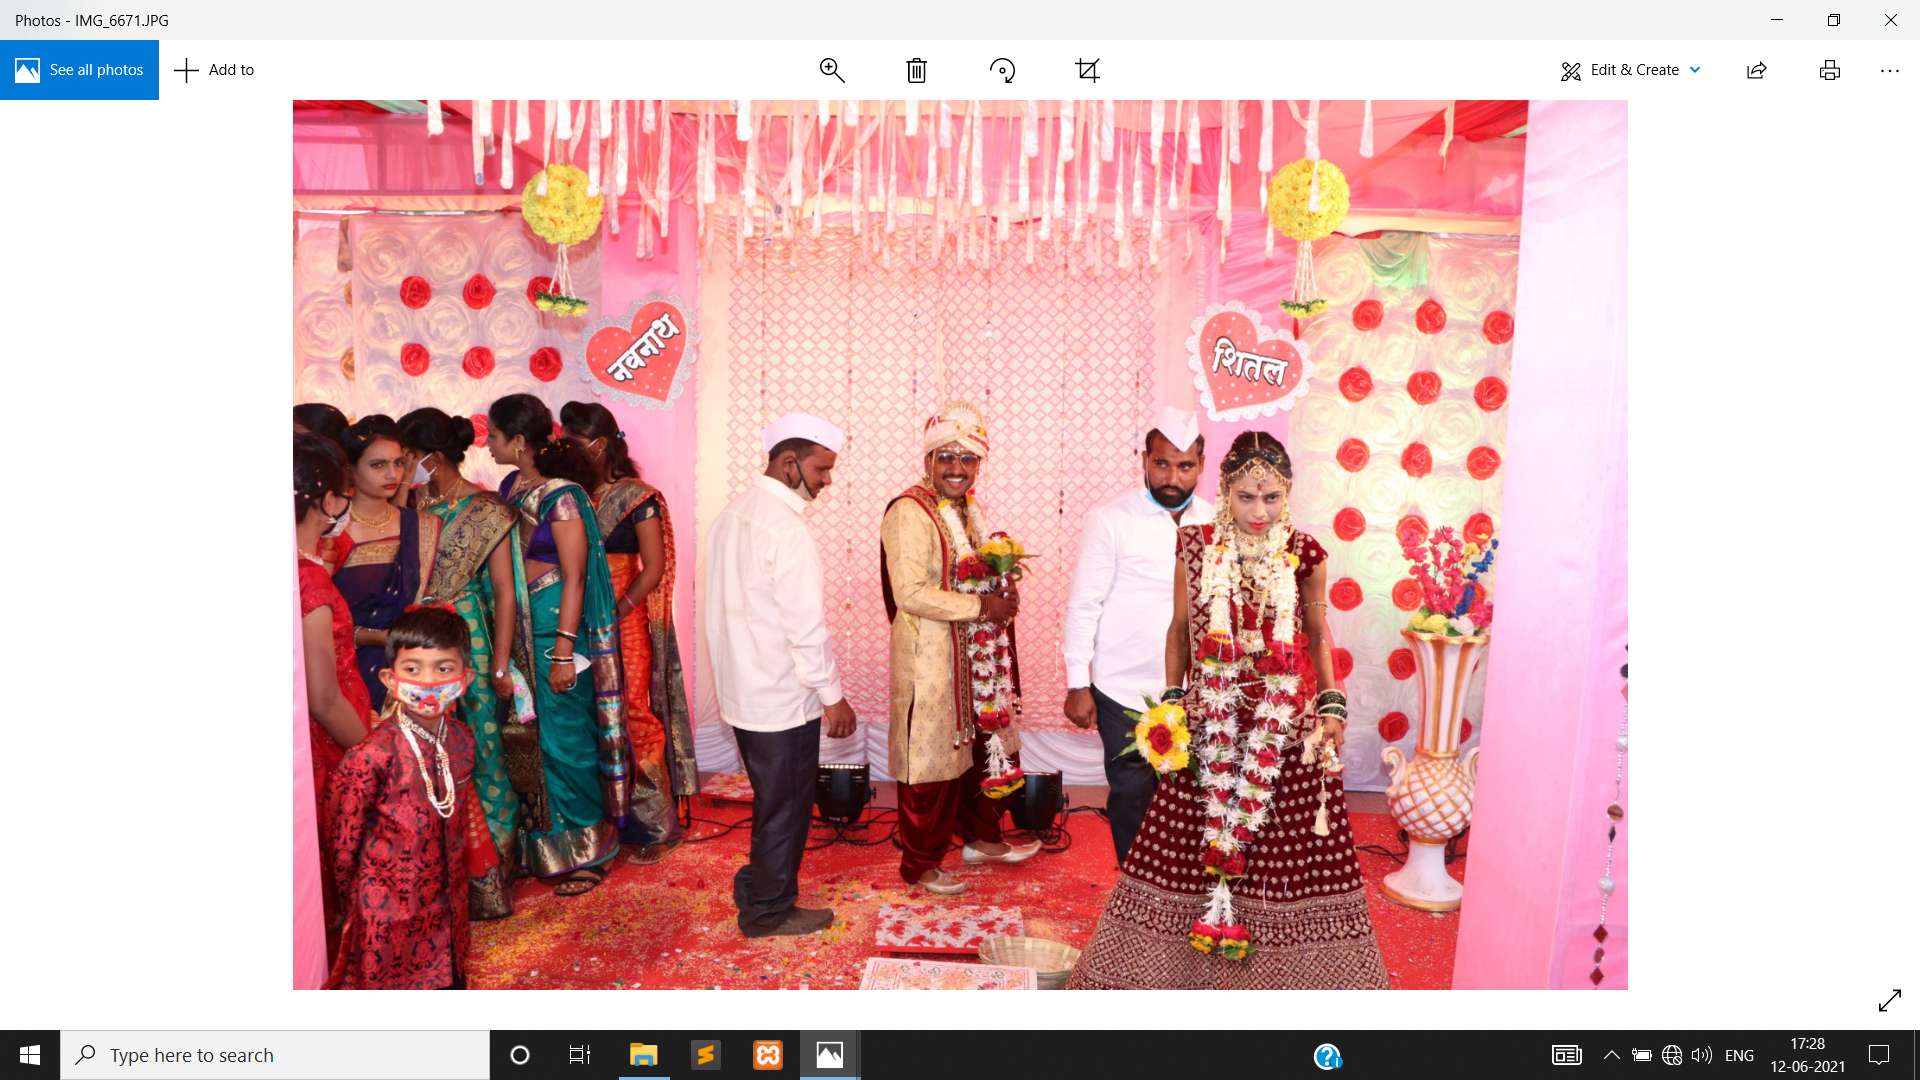 Photos - IMG_6671.JPG
See all photos
Add to
Edit & Create
नवनाथ
शितल
Type here to search
ENG
17:28
12-06-2021